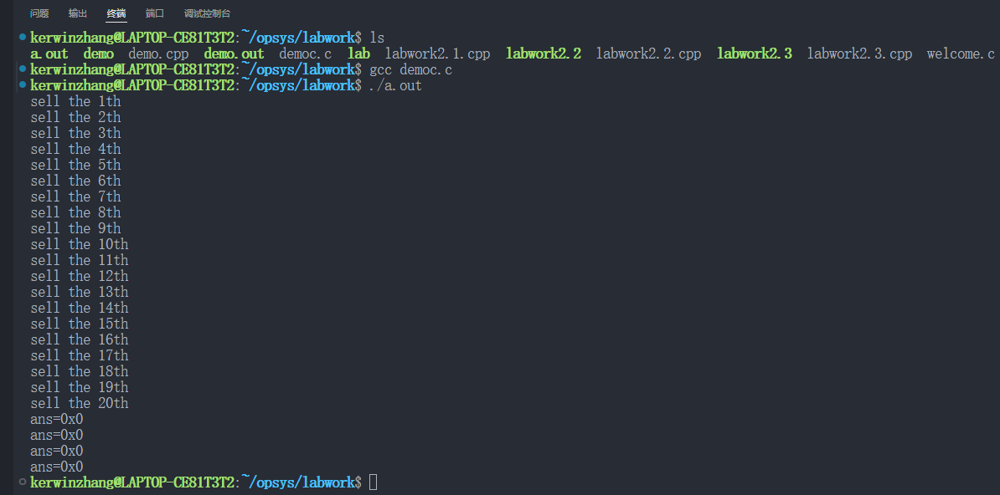 问题 输出 终端 端口 调试控制台
kerwinzhang@LAPTOP-CE81T3T2:~/opsys/labwork$ ls
a.out demo demo.cpp demo.out democ.c lab labwork2.1.cpp labwork2.2 labwork2.2.cpp labwork2.3 labwork2.3.cpp welcome.c
kerwinzhang@LAPTOP-CE81T3T2:~/opsys/labwork$ gcc democ.c
kerwinzhang@LAPTOP-CE81T3T2:~/opsys/labwork$ ./a.out
sell the 1th
sell the 2th
sell the 3th
sell the 4th
sell the 5th
sell the 6th
sell the 7th
sell the 8th
sell the 9th
sell the 10th
sell the 11th
sell the 12th
sell the 13th
sell the 14th
sell the 15th
sell the 16th
sell the 17th
sell the 18th
sell the 19th
sell the 20th
ans=0x0
ans=0x0
ans=0x0
ans=0x0
kerwinzhang@LAPTOP-CE81T3T2:~/opsys/labwork$